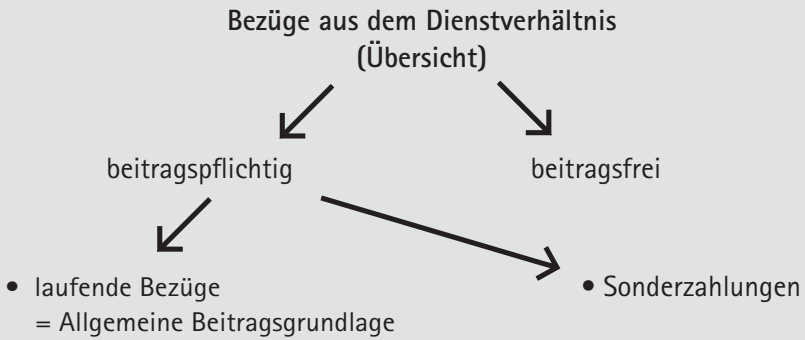 Bezüge aus dem Dienstverhältnis
(Übersicht)
beitragspflichtig
beitragsfrei
• laufende Bezüge
= Allgemeine Beitragsgrundlage
• Sonderzahlungen